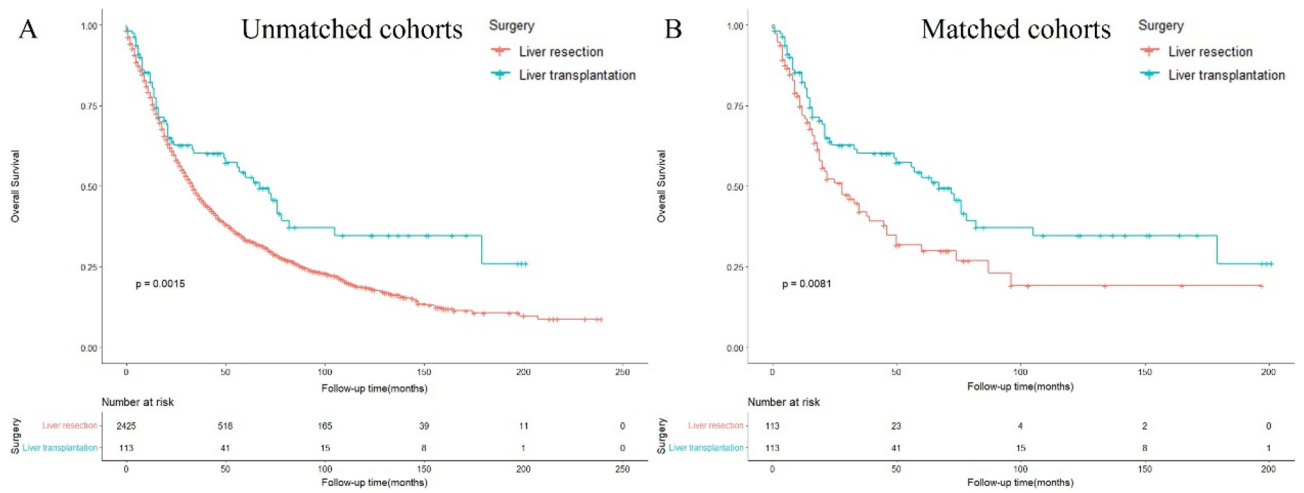 A
Unmatched cohorts
Surgery
Liver resection
Liver transplantation
Overall Survival
1.00
0.75
0.50
0.25
0.00
p = 0.0015
0 50 100 150 200 250
Follow-up time(months)
Number at risk
Surgery
Liver resection 2425 518 165 39 11 0
Liver transplantation 113 41 15 8 1 0
0 50 100 150 200 250
Follow-up time(months)
B
Matched cohorts
Surgery
Liver resection
Liver transplantation
Overall Survival
1.00
0.75
0.50
0.25
0.00
p = 0.0081
0 50 100 150 200
Follow-up time(months)
Number at risk
Surgery
Liver resection 113 23 4 2 0
Liver transplantation 113 41 15 8 1
0 50 100 150 200
Follow-up time(months)